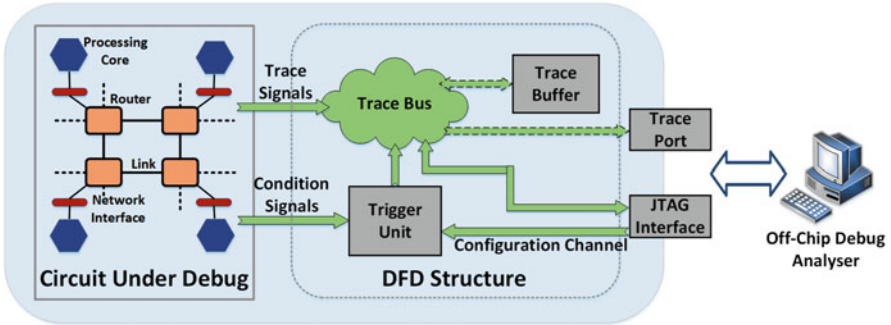 Processing
Core
Router
Link
Network
Interface
Circuit Under Debug
Trace
Signals
Condition
Signals
Trace Bus
Trace
Buffer
Trigger
Unit
Configuration Channel
DFD Structure
Trace
Port
JTAG
Interface
Off-Chip Debug
Analyser